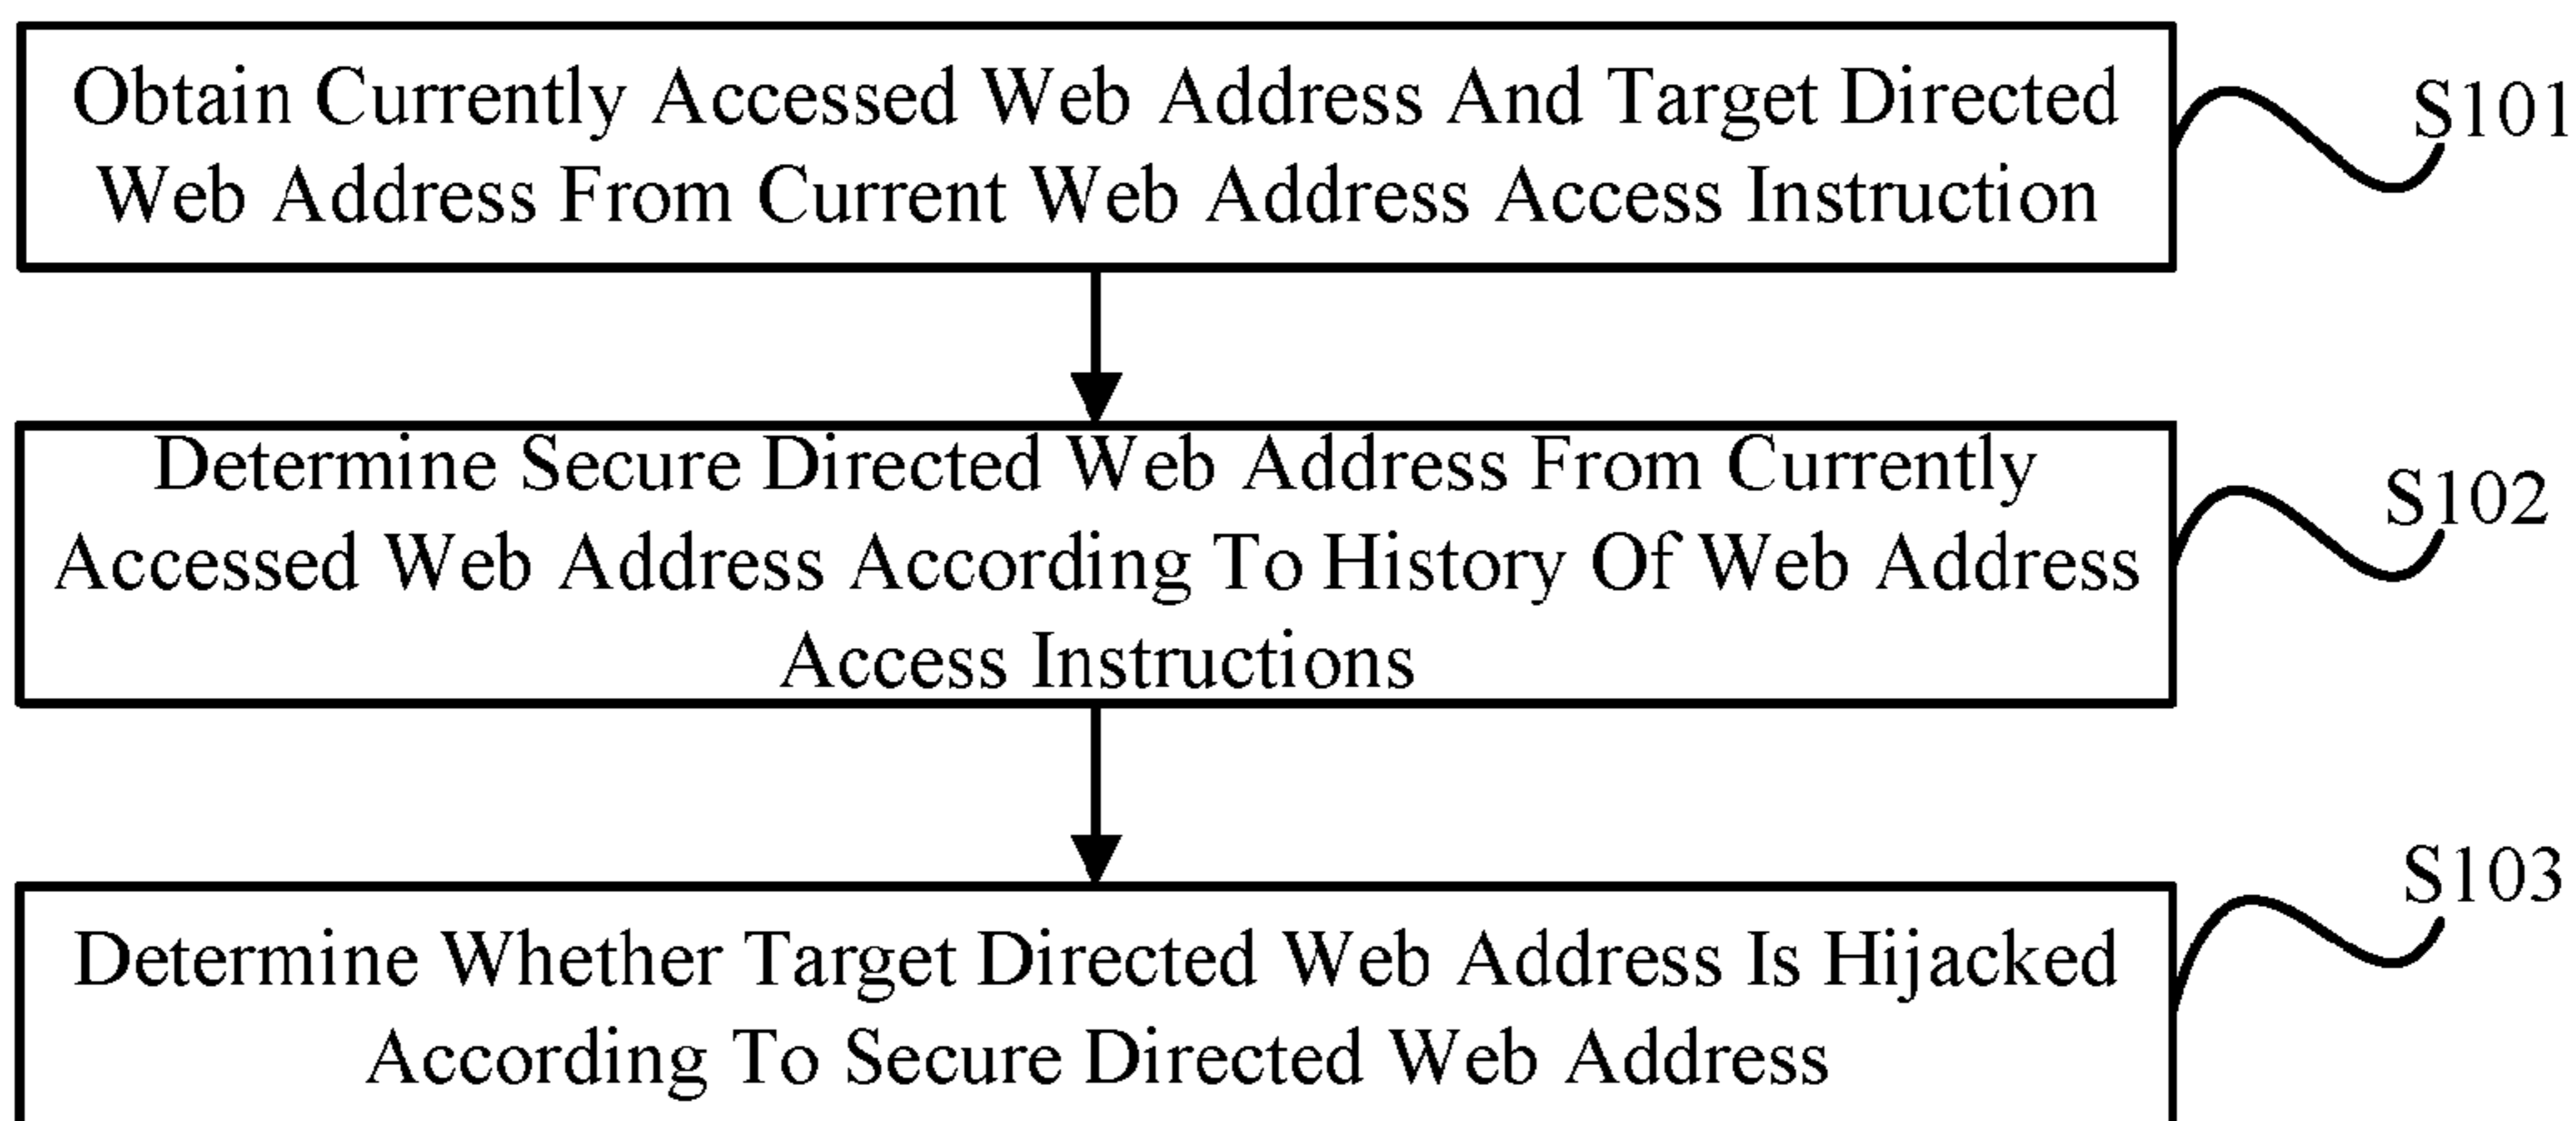 Obtain Currently Accessed Web Address And Target Directed
Web Address From Current Web Address Access Instruction
S101
Determine Secure Directed Web Address From Currently
Accessed Web Address According To History Of Web Address
Access Instructions
S102
Determine Whether Target Directed Web Address Is Hijacked
According To Secure Directed Web Address
S103